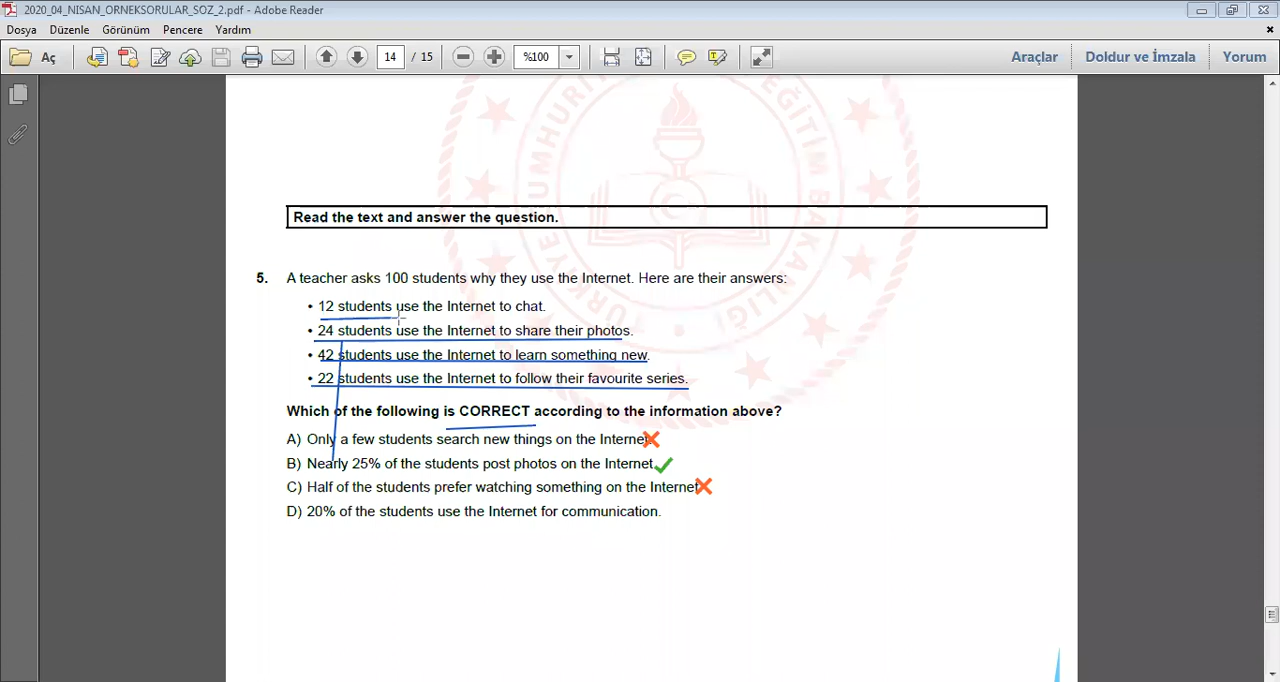 2020_04_NISAN_ORNEKSORULAR_SOZ_2.pdf - Adobe Reader
Dosya Düzenle Görünüm Pencere Yardım
Aç 14 / 15 %100 Araçlar Doldur ve İmzala Yorum
Read the text and answer the question.
5. A teacher asks 100 students why they use the Internet. Here are their answers:
• 12 students use the Internet to chat.
• 24 students use the Internet to share their photos.
• 42 students use the Internet to learn something new.
• 22 students use the Internet to follow their favourite series.
Which of the following is CORRECT according to the information above?
A) Only a few students search new things on the Internet
B) Nearly 25% of the students post photos on the Internet.
C) Half of the students prefer watching something on the Internet
D) 20% of the students use the Internet for communication.